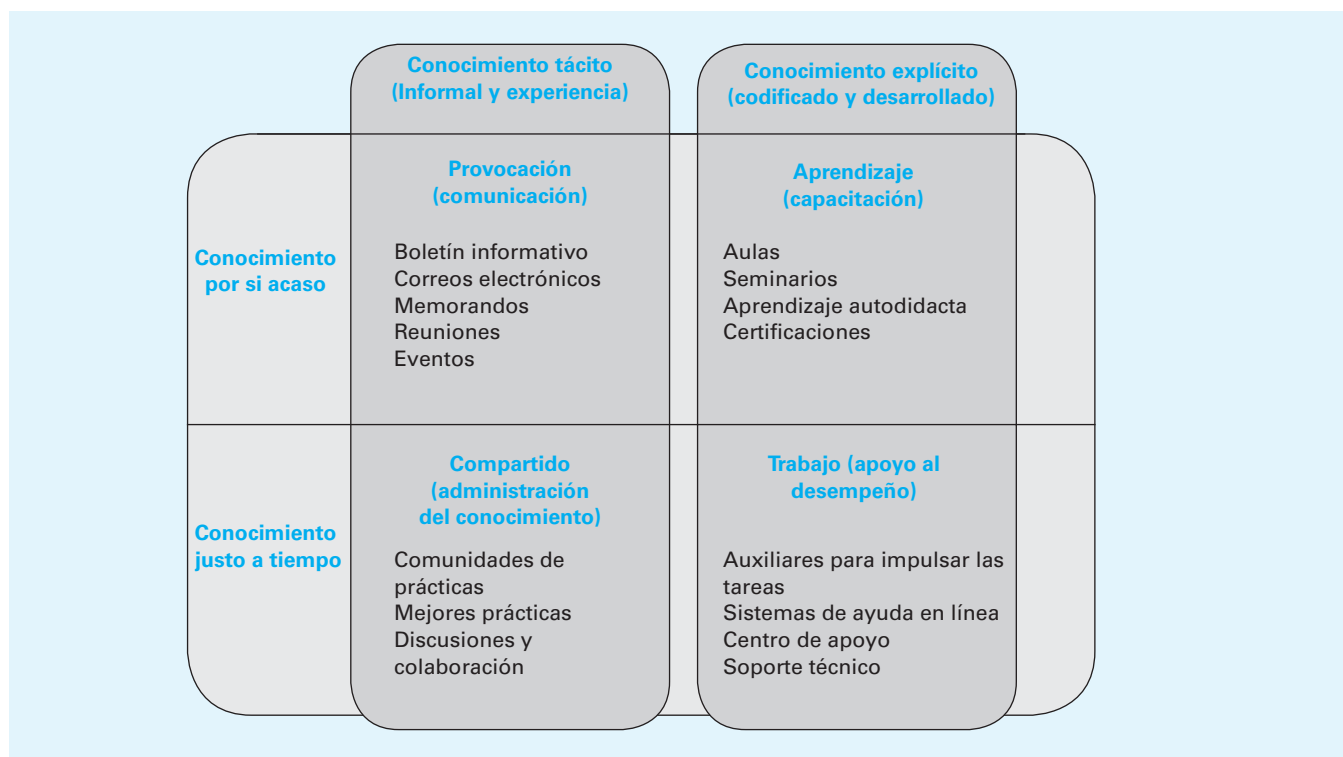 Conocimiento tácito
(Informal y experiencia)
Conocimiento explícito
(codificado y desarrollado)
Conocimiento
por si acaso
Provocación
(comunicación)
Boletín informativo
Correos electrónicos
Memorandos
Reuniones
Eventos
Aprendizaje
(capacitación)
Aulas
Seminarios
Aprendizaje autodidacta
Certificaciones
Conocimiento
justo a tiempo
Compartido
(administración
del conocimiento)
Comunidades de
prácticas
Mejores prácticas
Discusiones y
colaboración
Trabajo (apoyo al
desempeño)
Auxiliares para impulsar las
tareas
Sistemas de ayuda en línea
Centro de apoyo
Soporte técnico